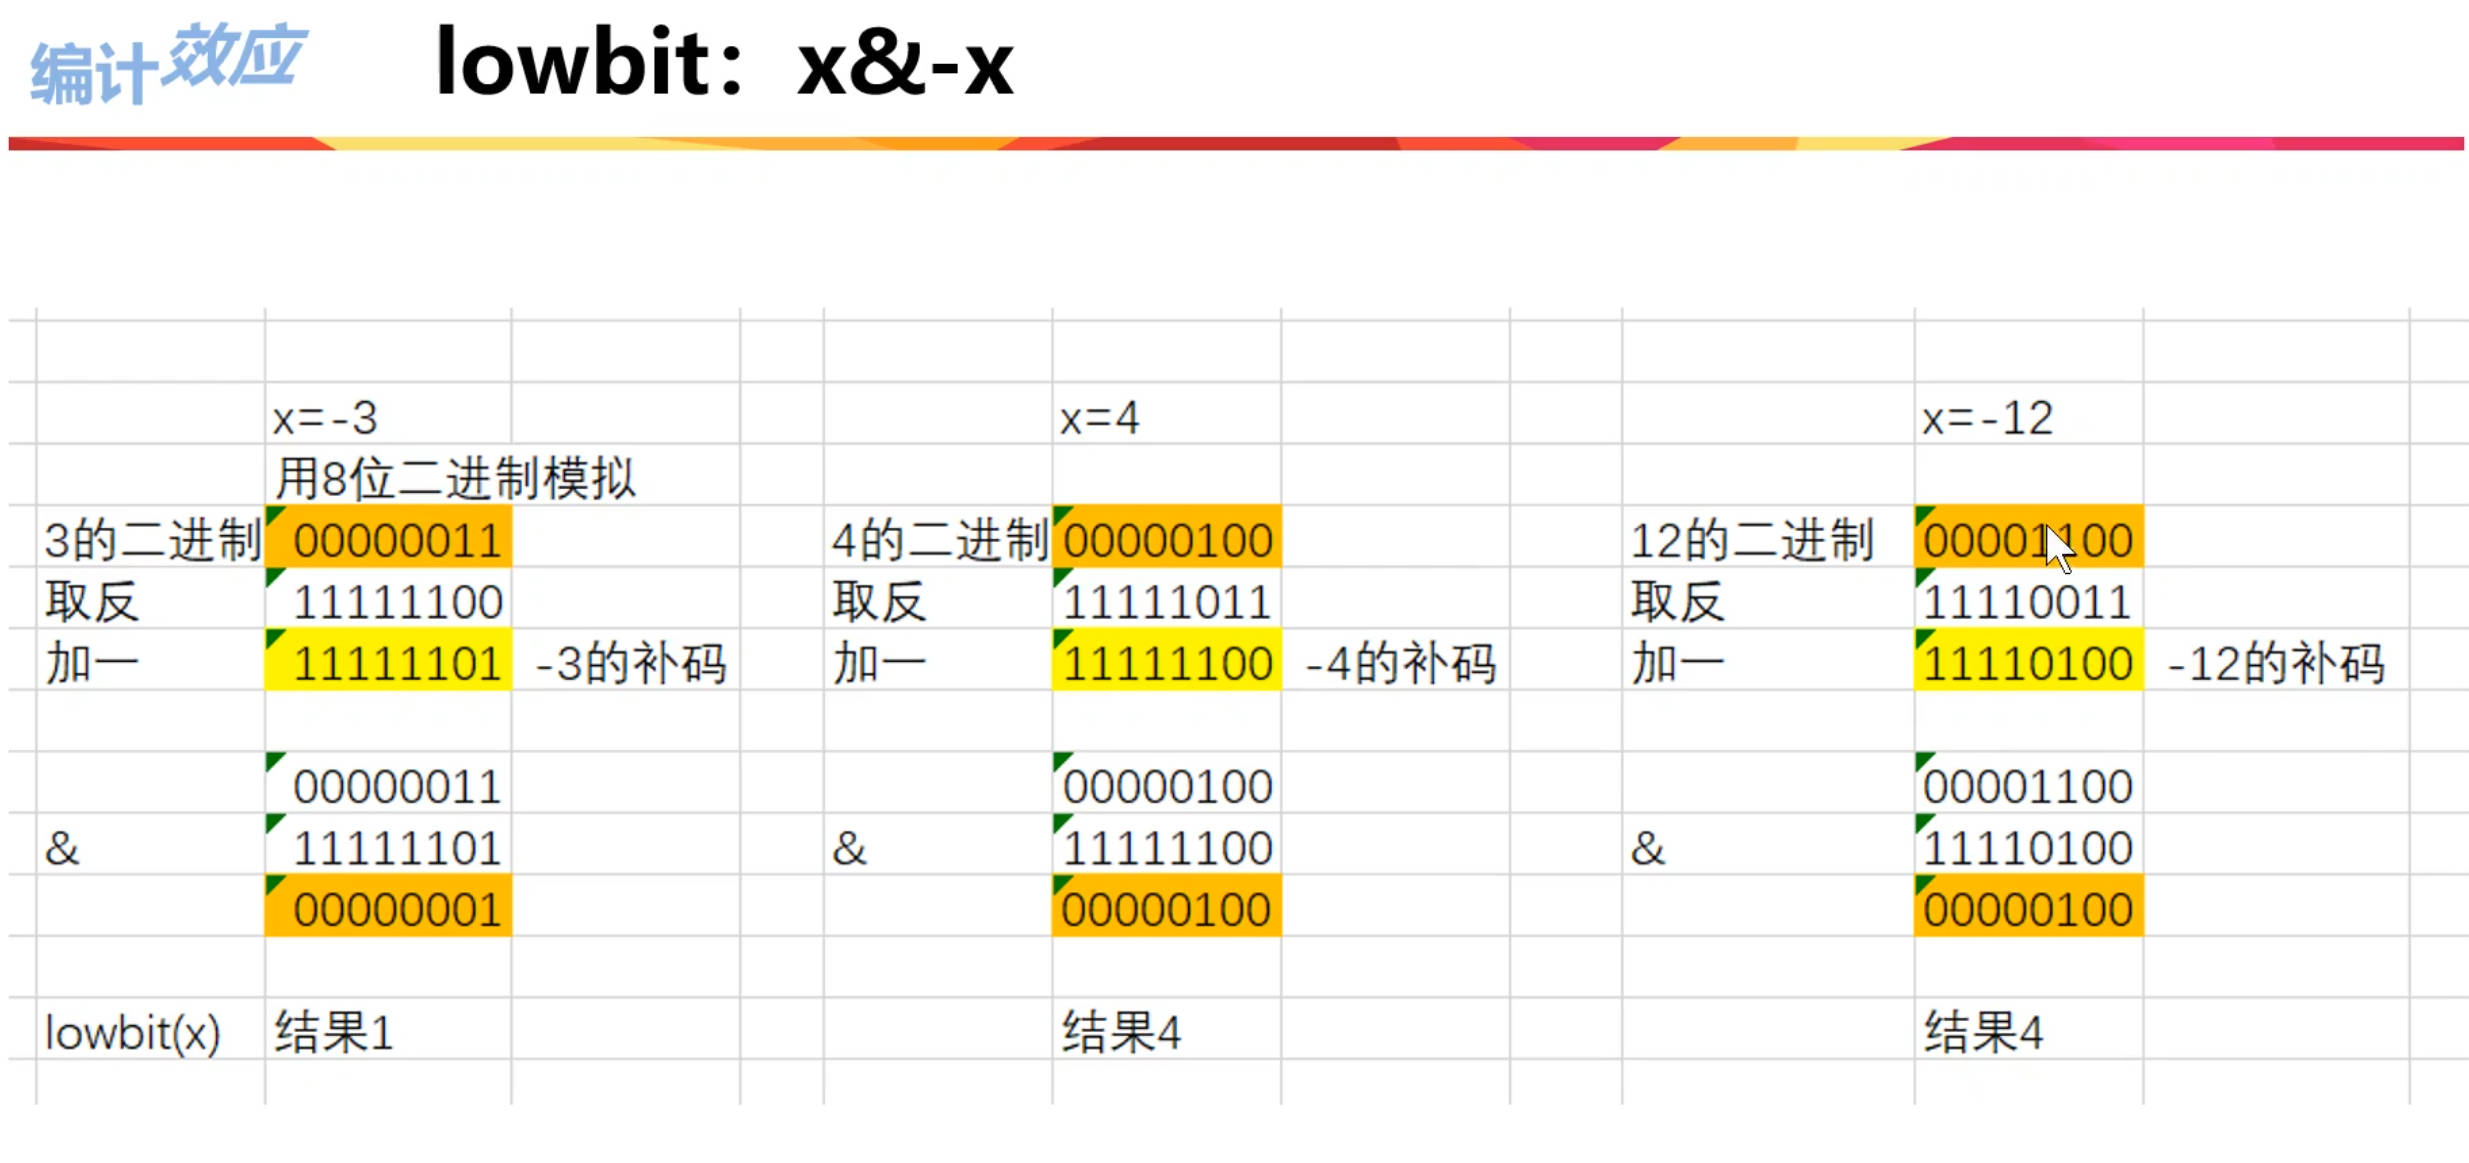 编计效应
lowbit：x&-x
x=-3 x=4 x=-12
用8位二进制模拟
3的二进制 00000011 4的二进制 00000100 12的二进制 00001100
取反 11111100 取反 11111011 取反 11110011
加一 11111101 -3的补码 加一 11111100 -4的补码 加一 11110100 -12的补码
00000011 00000100 00001100
& 11111101 & 11111100 & 11110100
00000001 00000100 00000100
lowbit(x) 结果1 结果4 结果4